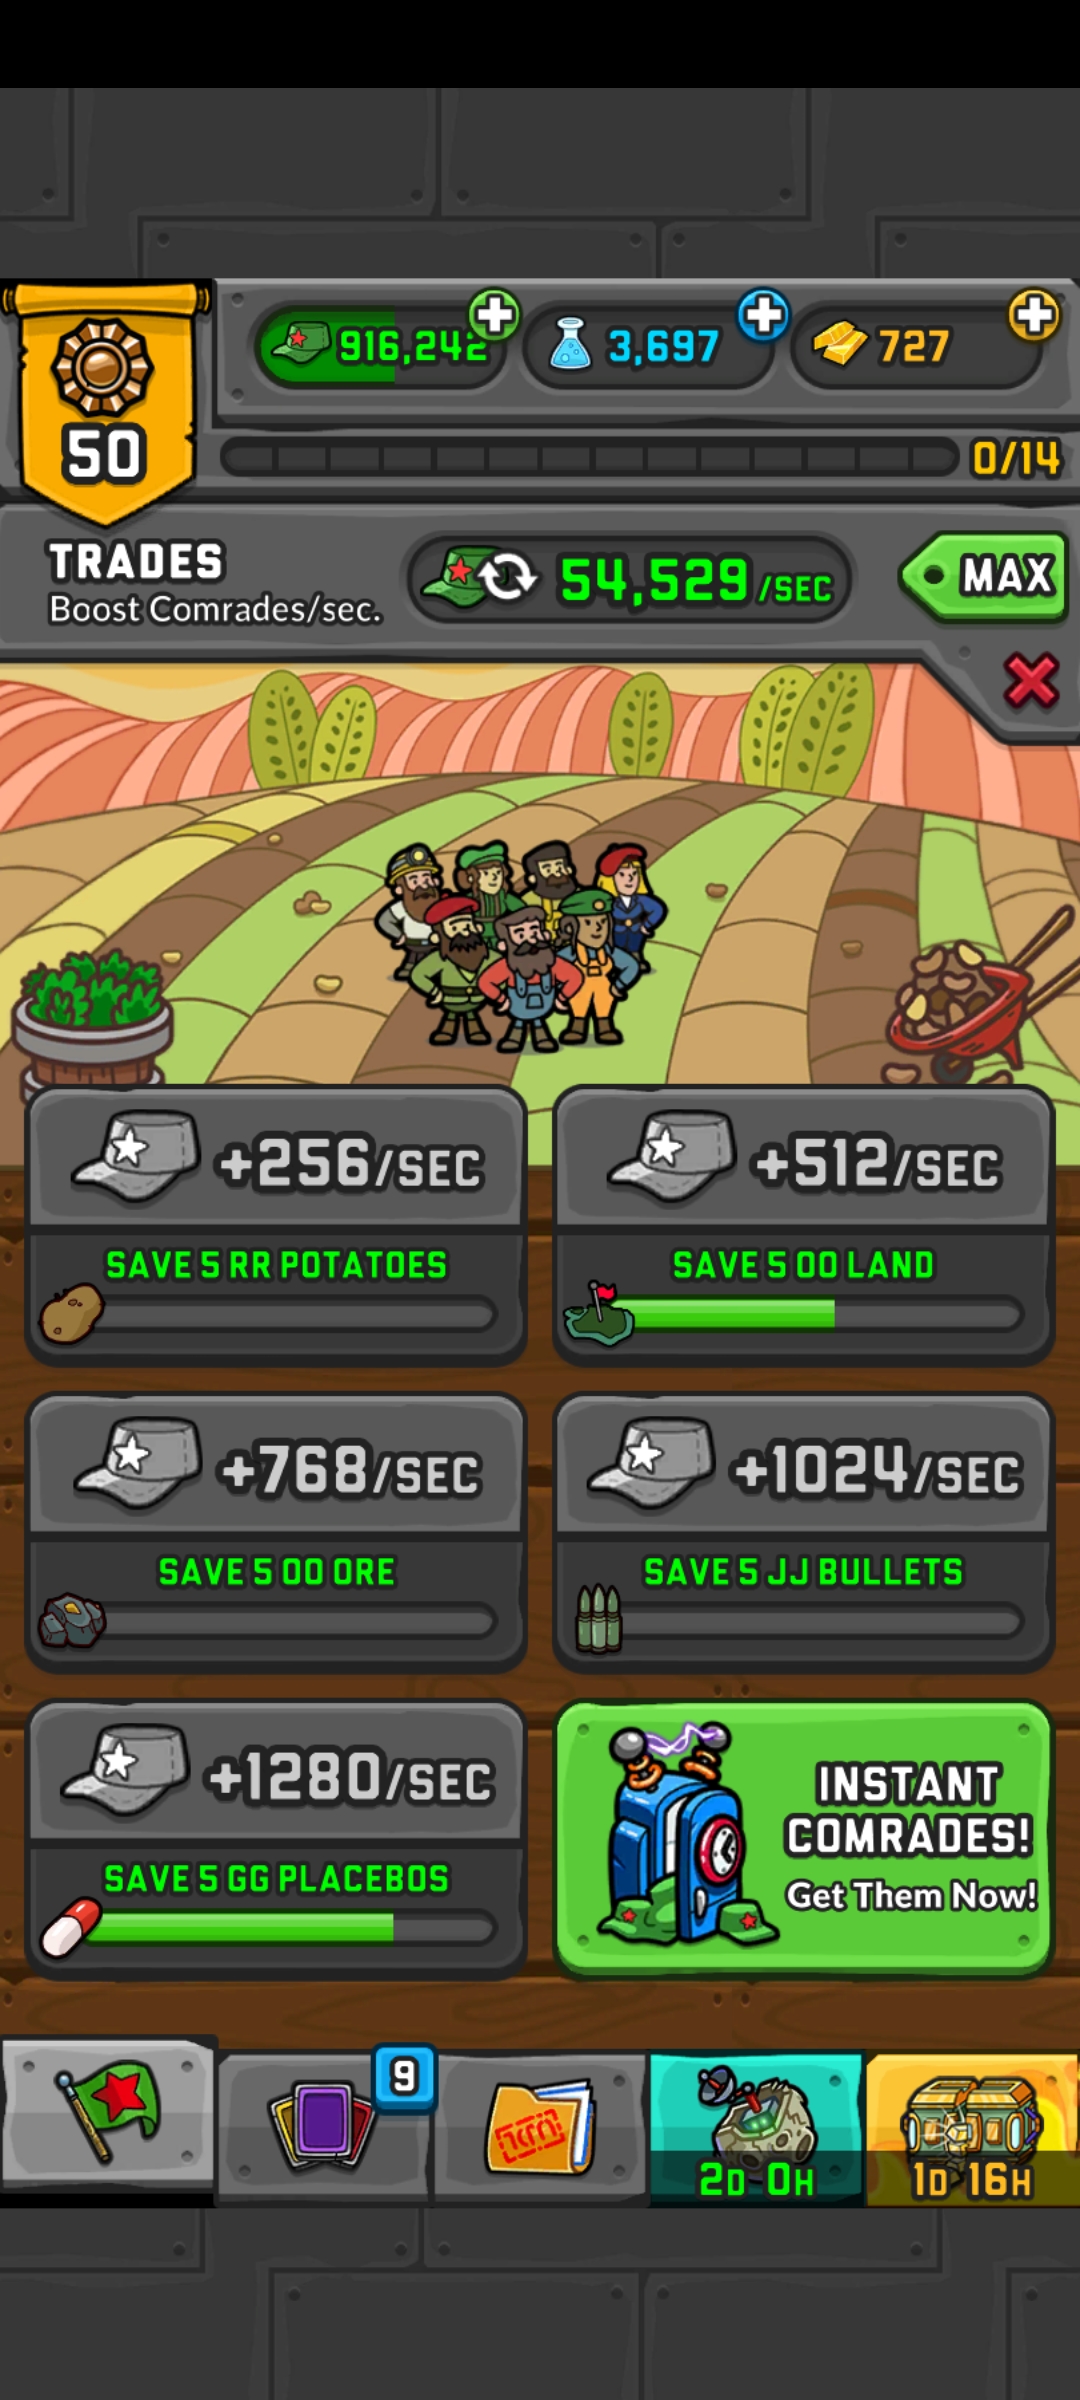 916,242
3,697
727
50
0/14
TRADES
Boost Comrades/sec.
54,529/SEC
MAX
+256/SEC
SAVE 5 RR POTATOES
+512/SEC
SAVE 5 OO LAND
+768/SEC
SAVE 5 OO ORE
+1024/SEC
SAVE 5 JJ BULLETS
+1280/SEC
SAVE 5 GG PLACEBOS
INSTANT
COMRADES!
Get Them Now!
9
2D 0H
1D 16H